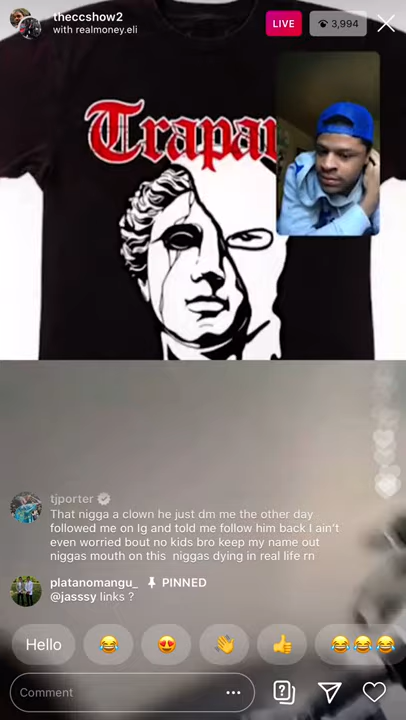 theccshow2
with realmoney.eli
LIVE
3,994
Trapa
tjporter
That nigga a clown he just dm me the other day
followed me on Ig and told me follow him back I ain't
even worried bout no kids bro keep my name out
niggas mouth on this niggas dying in real life rn
platanomangu_ PINNED
@jasssy links ?
Hello
Comment